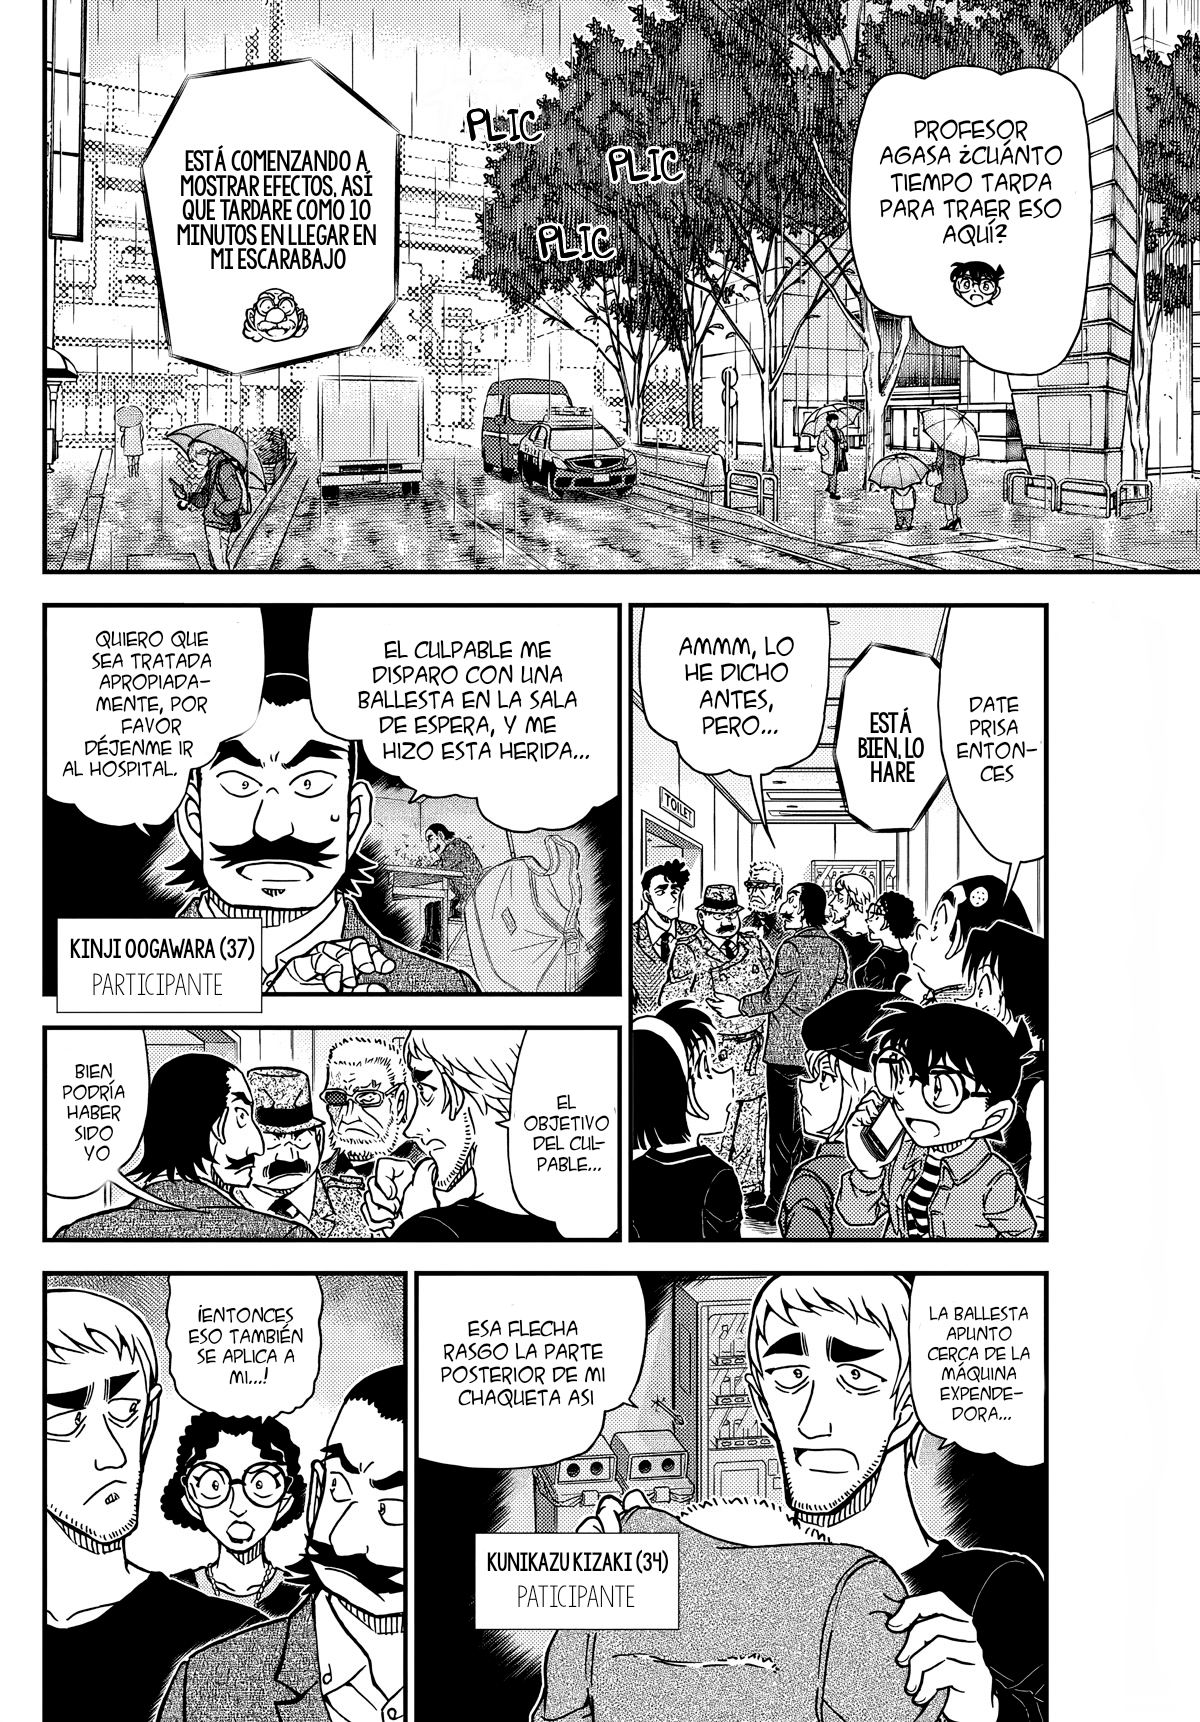 PROFESOR
AGASA ¿CUÁNTO
TIEMPO TARDA
PARA TRAER ESO
AQUÍ?
PLIC
PLIC
PLIC
ESTÁ COMENZANDO A
MOSTRAR EFECTOS, ASÍ
QUE TARDARE COMO 10
MINUTOS EN LLEGAR EN
MI ESCARABAJO
DATE
PRISA
ENTON-
CES
ESTÁ
BIEN, LO
HARE
AMMM, LO
HE DICHO
ANTES,
PERO...
TOILET
EL CULPABLE ME
DISPARO CON UNA
BALLESTA EN LA SALA
DE ESPERA, Y ME
HIZO ESTA HERIDA...
QUIERO QUE
SEA TRATADA
APROPIADA-
MENTE, POR
FAVOR
DÉJENME IR
AL HOSPITAL.
KINJI OOGAWARA (37)
PARTICIPANTE
EL
OBJETIVO
DEL CUL-
PABLE...
BIEN
PODRÍA
HABER
SIDO
YO
LA BALLESTA
APUNTO
CERCA DE LA
MÁQUINA
EXPENDE-
DORA...
ESA FLECHA
RASGO LA PARTE
POSTERIOR DE MI
CHAQUETA ASI
KUNIKAZU KIZAKI (34)
PATICIPANTE
¡ENTONCES
ESO TAMBIÉN
SE APLICA A
MI...!